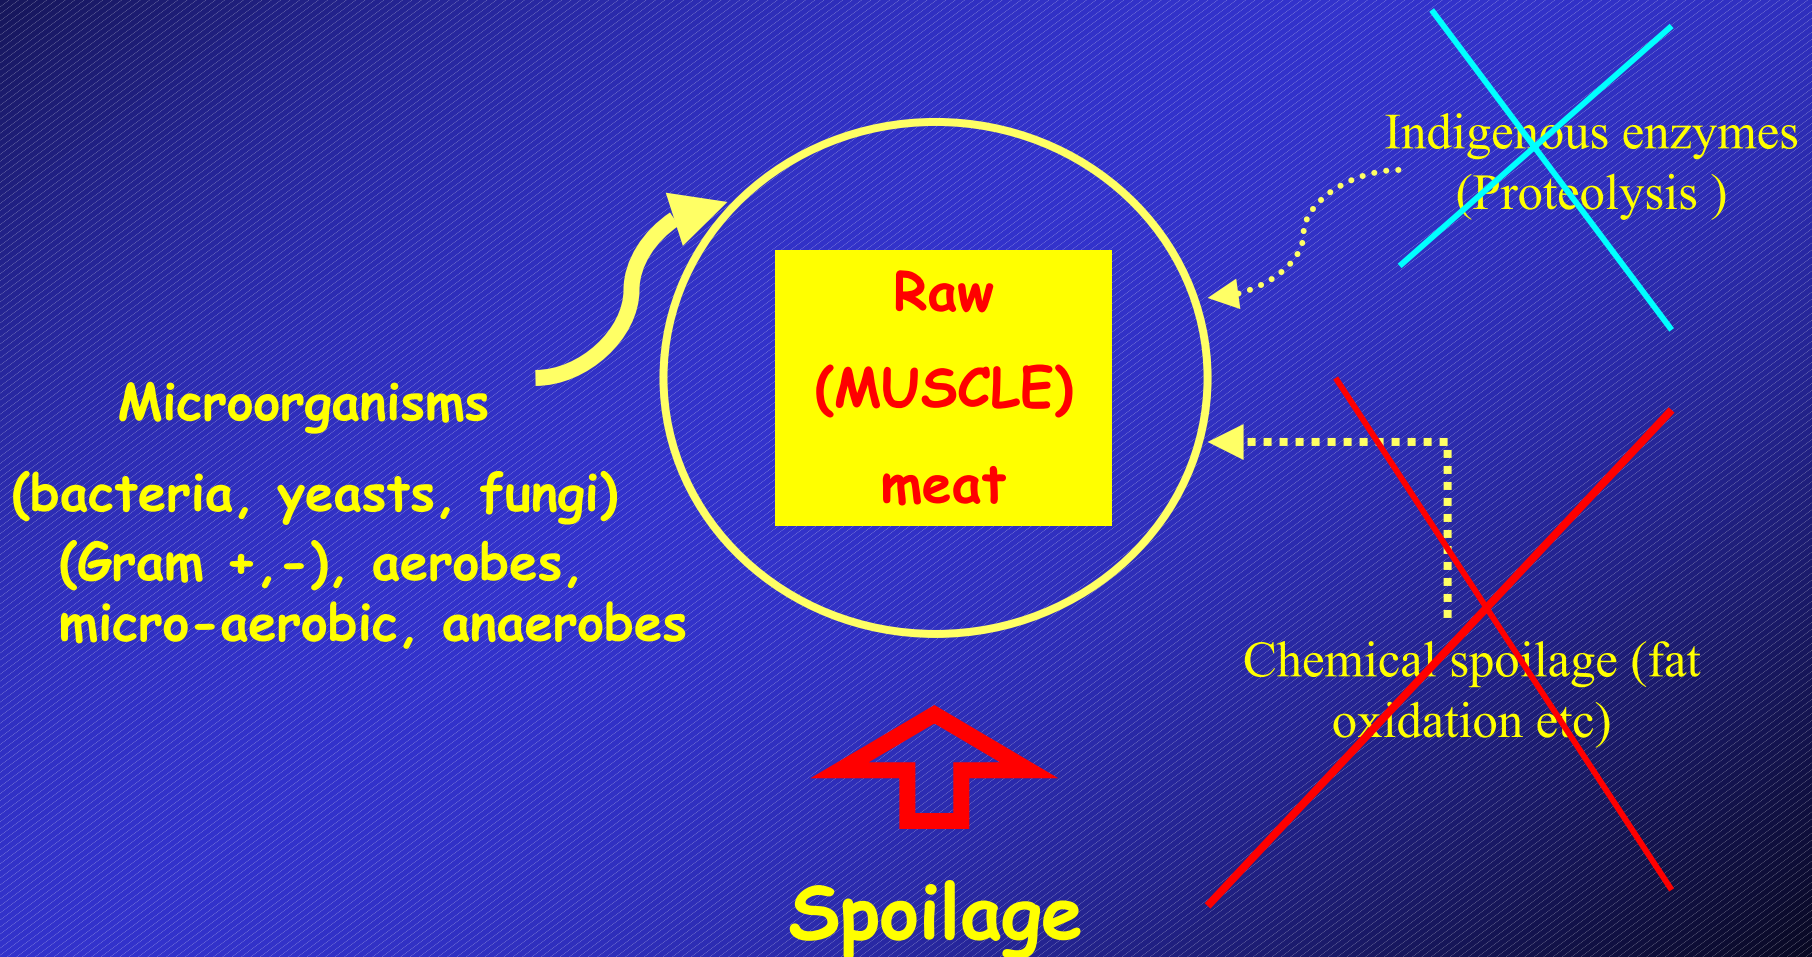 Indigenous enzymes
(Proteolysis )
Raw
(MUSCLE)
meat
Microorganisms
(bacteria, yeasts, fungi)
(Gram +,-), aerobes,
micro-aerobic, anaerobes
Chemical spoilage (fat
oxidation etc)
Spoilage